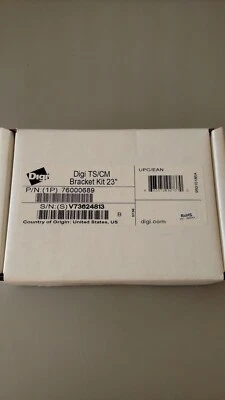 Digi
Digi TS/CM
Bracket Kit 23"
P/N: (1P) 76000689
S/N: (S) V73624813
B
Country of Origin: United States, US
UPC/EAN
digi.com
RoHS